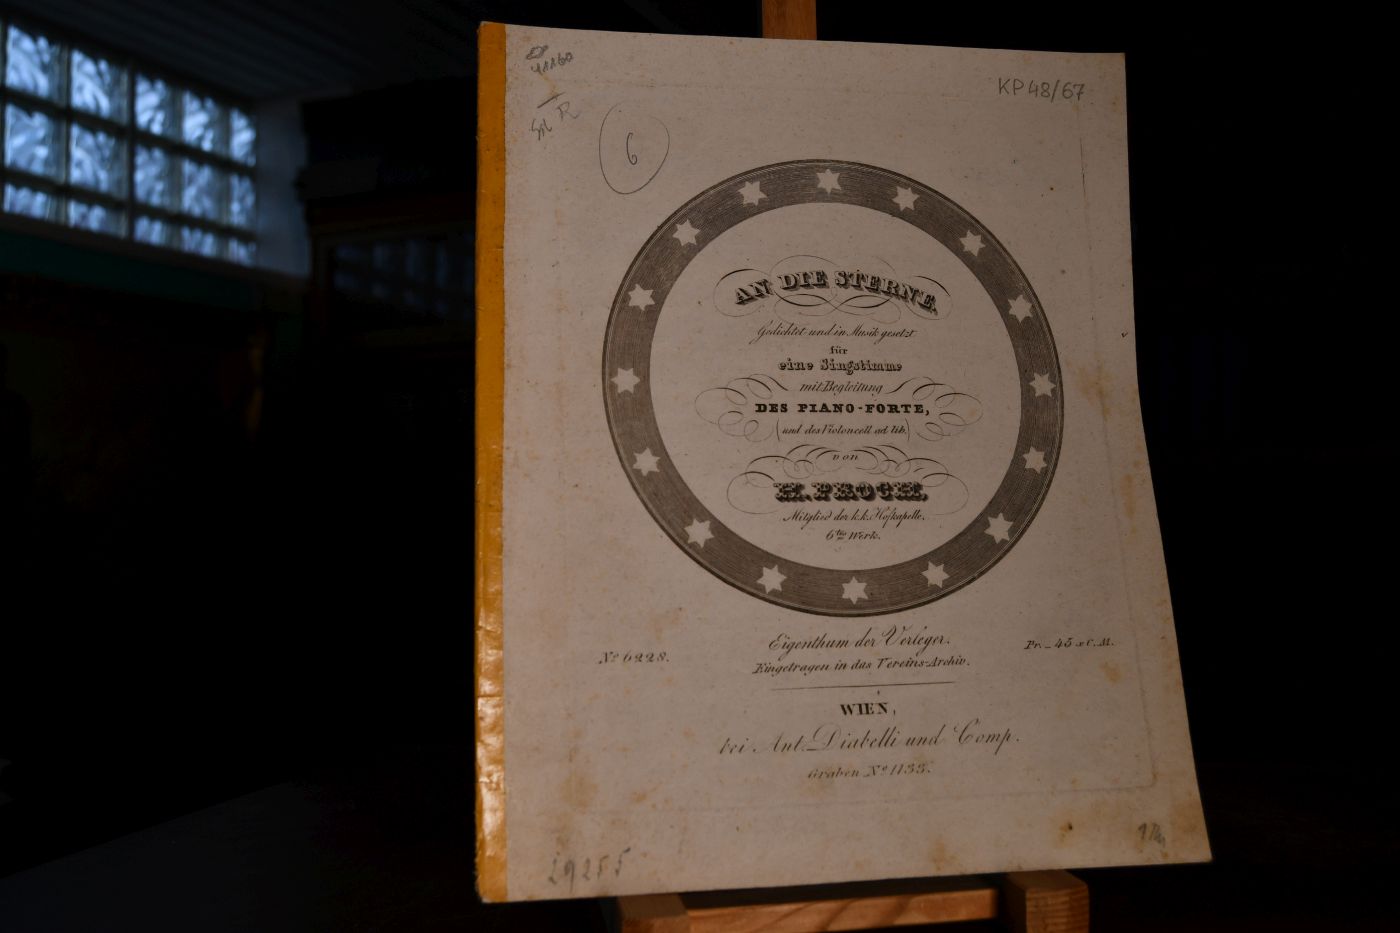 41160
KP 48/67
6
AN DIE STERNE
Gedichtet und in Musik gesetzt
für
eine Singstimme
mit Begleitung
DES PIANO-FORTE,
(und des Violoncell ad lib.)
von
H. PROCH,
Mitglied der k.k. Hofkapelle.
6tes Werk.
Eigenthum der Verleger.
Nº 6228.
Pr. _ 45 x C. M.
Eingetragen in das Vereins-Archiv.
WIEN,
bei Ant. Diabelli und Comp.
Graben Nº 1133.
29255